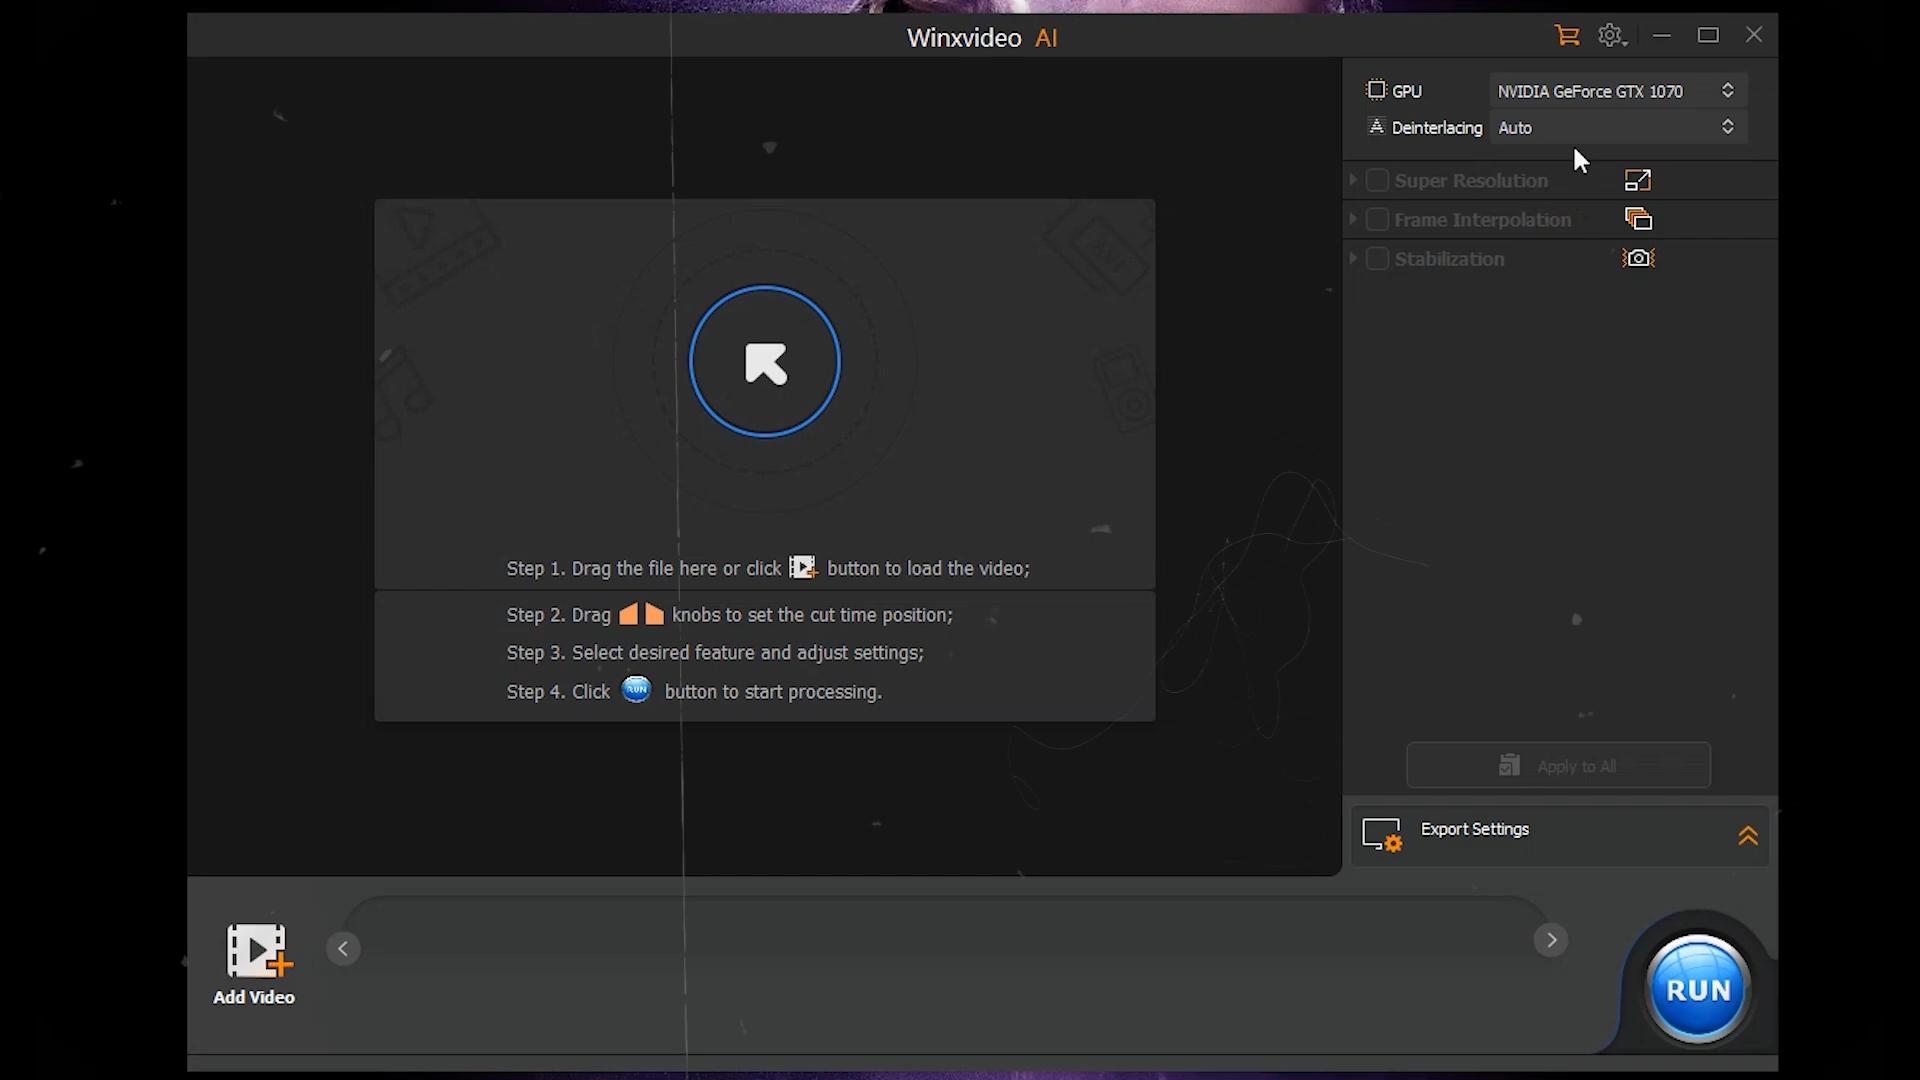 Winxvideo AI
GPU
NVIDIA GeForce GTX 1070
Deinterlacing
Auto
Super Resolution
Frame Interpolation
Stabilization
Step 1. Drag the file here or click button to load the video;
Step 2. Drag knobs to set the cut time position;
Step 3. Select desired feature and adjust settings;
Step 4. Click RUN button to start processing.
Apply to All
Export Settings
Add Video
RUN